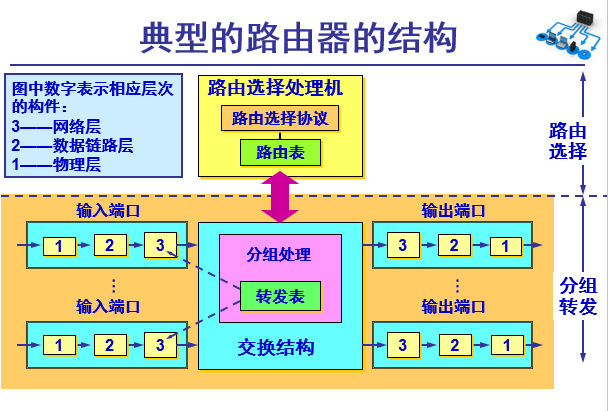 典型的路由器的结构
图中数字表示相应层次
的构件：
3——网络层
2——数据链路层
1——物理层
路由选择处理机
路由选择协议
路由表
路由
选择
输入端口
1 2 3
⋮
输入端口
1 2 3
分组处理
转发表
交换结构
输出端口
3 2 1
⋮
输出端口
3 2 1
分组
转发